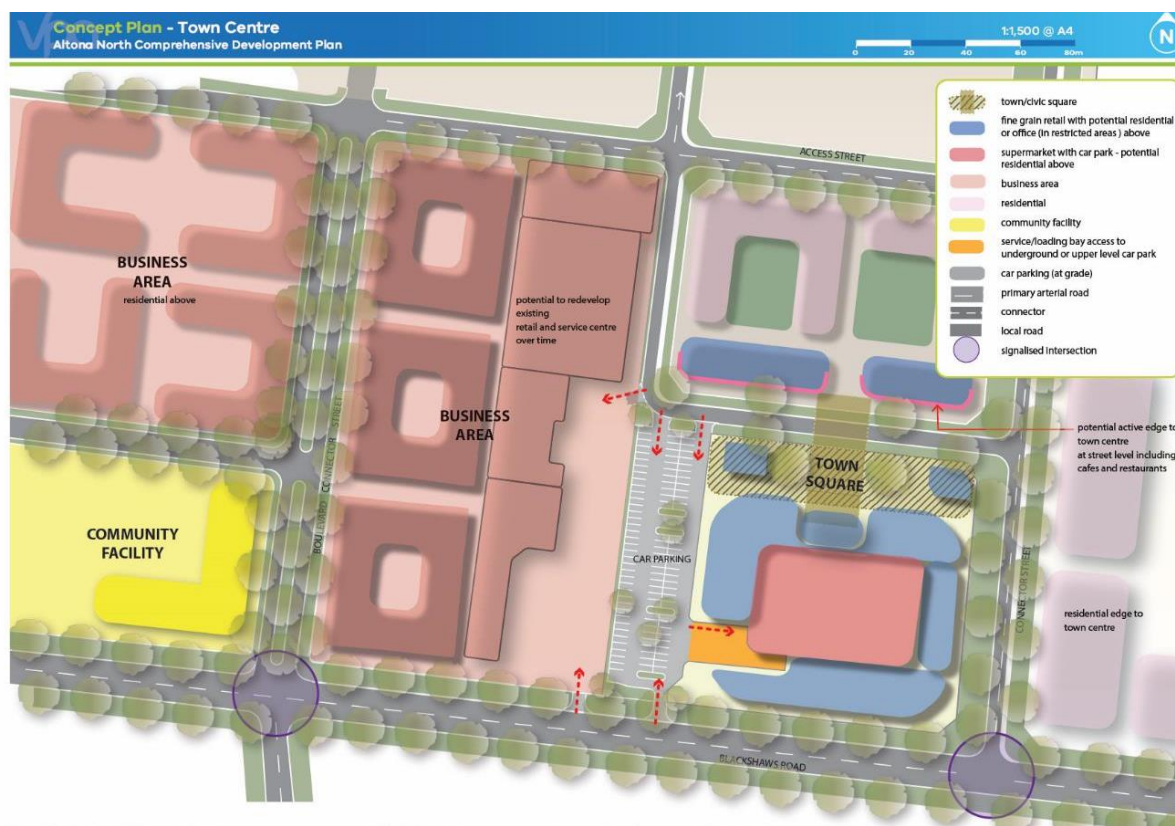 Concept Plan - Town Centre
Altona North Comprehensive Development Plan
1:1,500 @ A4
0 20 40 60 80m
N
town/civic square
fine grain retail with potential residential
or office (in restricted areas ) above
supermarket with car park - potential
residential above
business area
residential
community facility
service/loading bay access to
underground or upper level car park
car parking (at grade)
primary arterial road
connector
local road
signalised intersection
ACCESS STREET
BUSINESS
AREA
residential above
potential to redevelop
existing
retail and service centre
over time
BUSINESS
AREA
BOULEVARD CONNECTOR STREET
potential active edge to
town centre
at street level including
cafes and restaurants
TOWN
SQUARE
COMMUNITY
FACILITY
CAR PARKING
CONNECTOR STREET
residential edge to
town centre
BLACKSHAWS ROAD